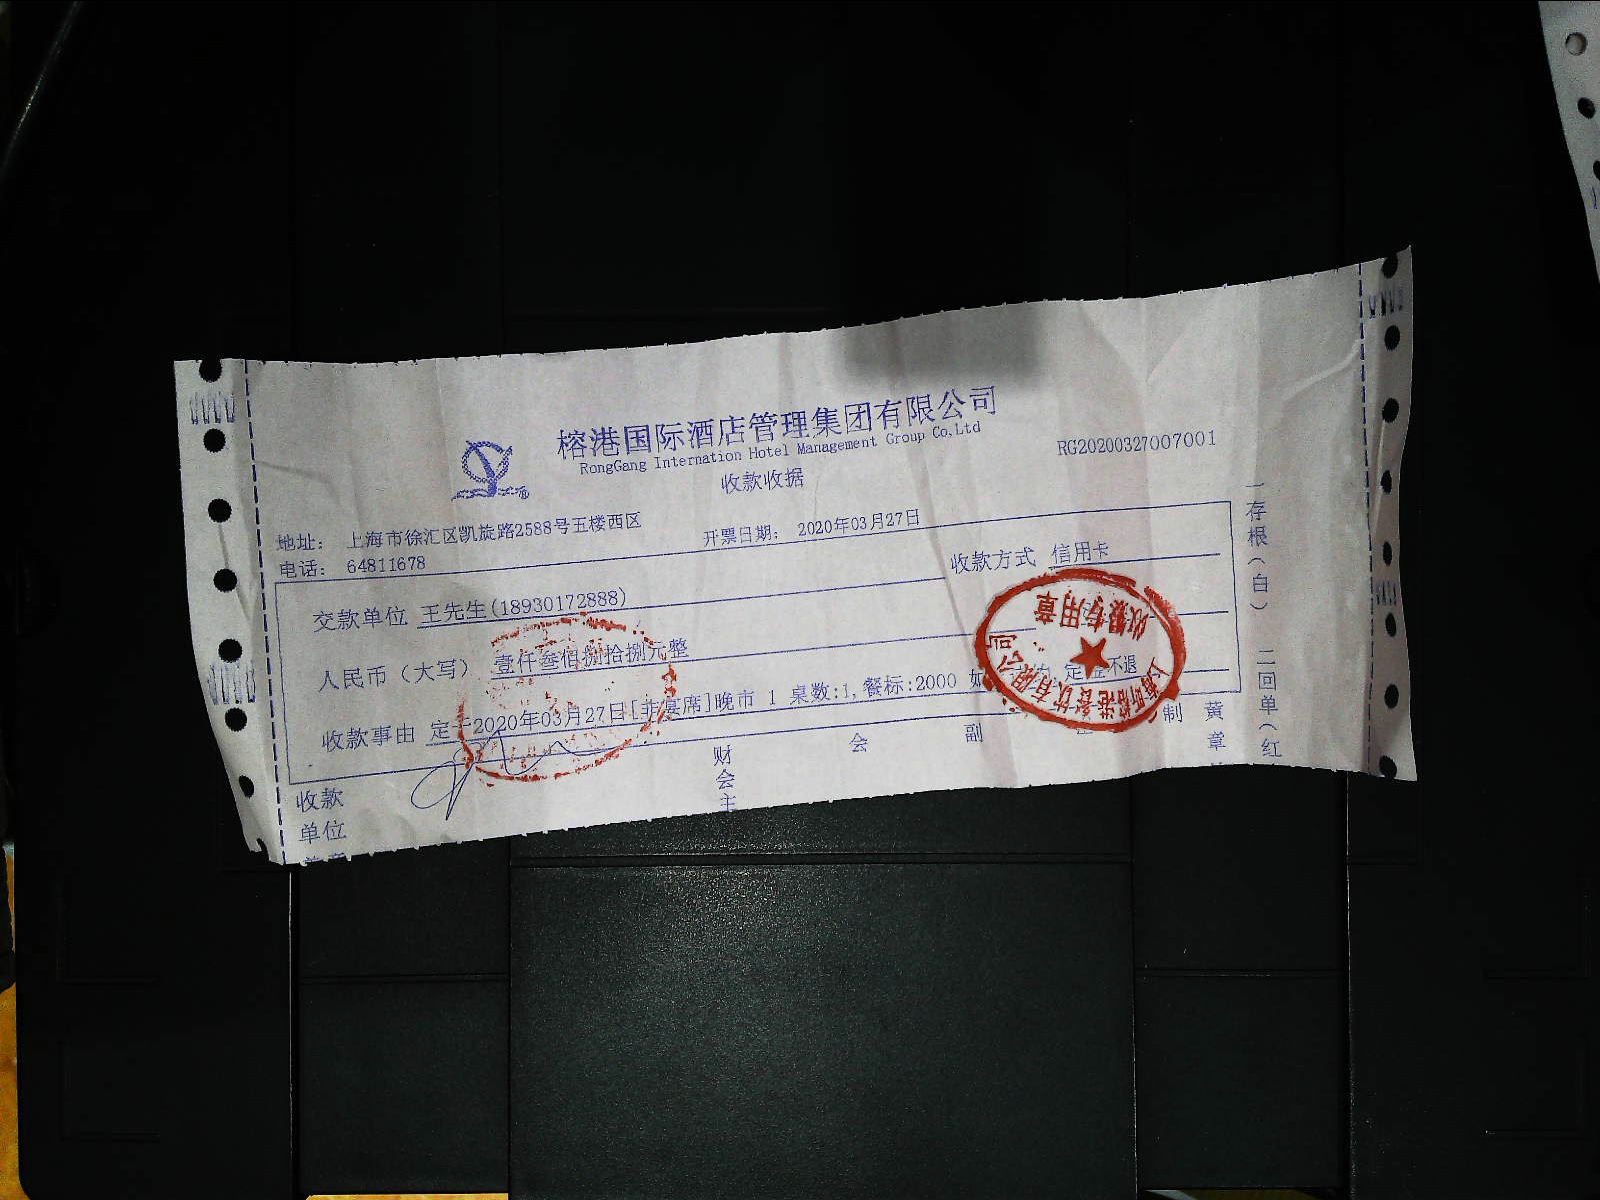 榕港国际酒店管理集团有限公司
RongGang Internation Hotel Management Group Co,Ltd
RG20200327007001
收款收据
地址： 上海市徐汇区凯旋路2588号五楼西区
开票日期： 2020年03月27日
电话： 64811678
收款方式 信用卡
交款单位 王先生(18930172888)
人民币（大写） 壹仟叁佰捌拾捌元整
收款事由 定于2020年03月27日[非宴席]晚市 1 桌数:1,餐标:2000 如 定金不退
收款
单位
财
会
主
会
副
制
黄
章
一存根（白） 二回单（红
收银专用章